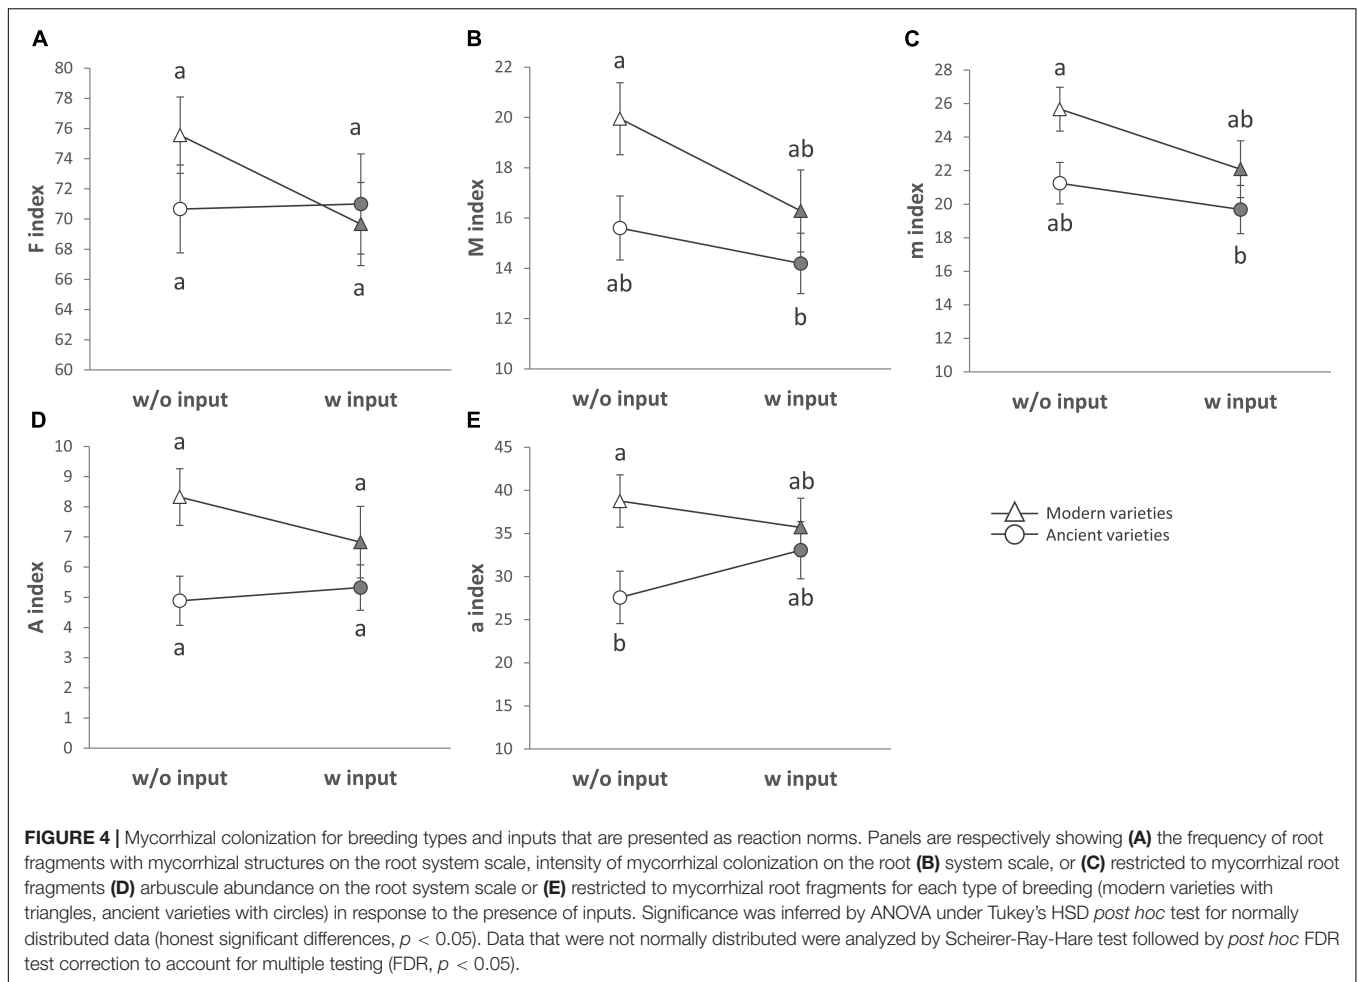 A
80
78
76
74
72
70
68
66
64
62
60
F index
a
a
a
a
w/o input
w input
B
22
20
18
16
14
12
10
M index
a
ab
ab
b
w/o input
w input
C
28
26
24
22
20
18
16
14
12
10
m index
a
ab
ab
b
w/o input
w input
D
10
9
8
7
6
5
4
3
2
1
0
A index
a
a
a
a
w/o input
w input
E
45
40
35
30
25
20
15
10
a index
a
ab
b
ab
w/o input
w input
Modern varieties
Ancient varieties
FIGURE 4 | Mycorrhizal colonization for breeding types and inputs that are presented as reaction norms. Panels are respectively showing (A) the frequency of root
fragments with mycorrhizal structures on the root system scale, intensity of mycorrhizal colonization on the root (B) system scale, or (C) restricted to mycorrhizal root
fragments (D) arbuscule abundance on the root system scale or (E) restricted to mycorrhizal root fragments for each type of breeding (modern varieties with
triangles, ancient varieties with circles) in response to the presence of inputs. Significance was inferred by ANOVA under Tukey's HSD post hoc test for normally
distributed data (honest significant differences, p < 0.05). Data that were not normally distributed were analyzed by Scheirer-Ray-Hare test followed by post hoc FDR
test correction to account for multiple testing (FDR, p < 0.05).